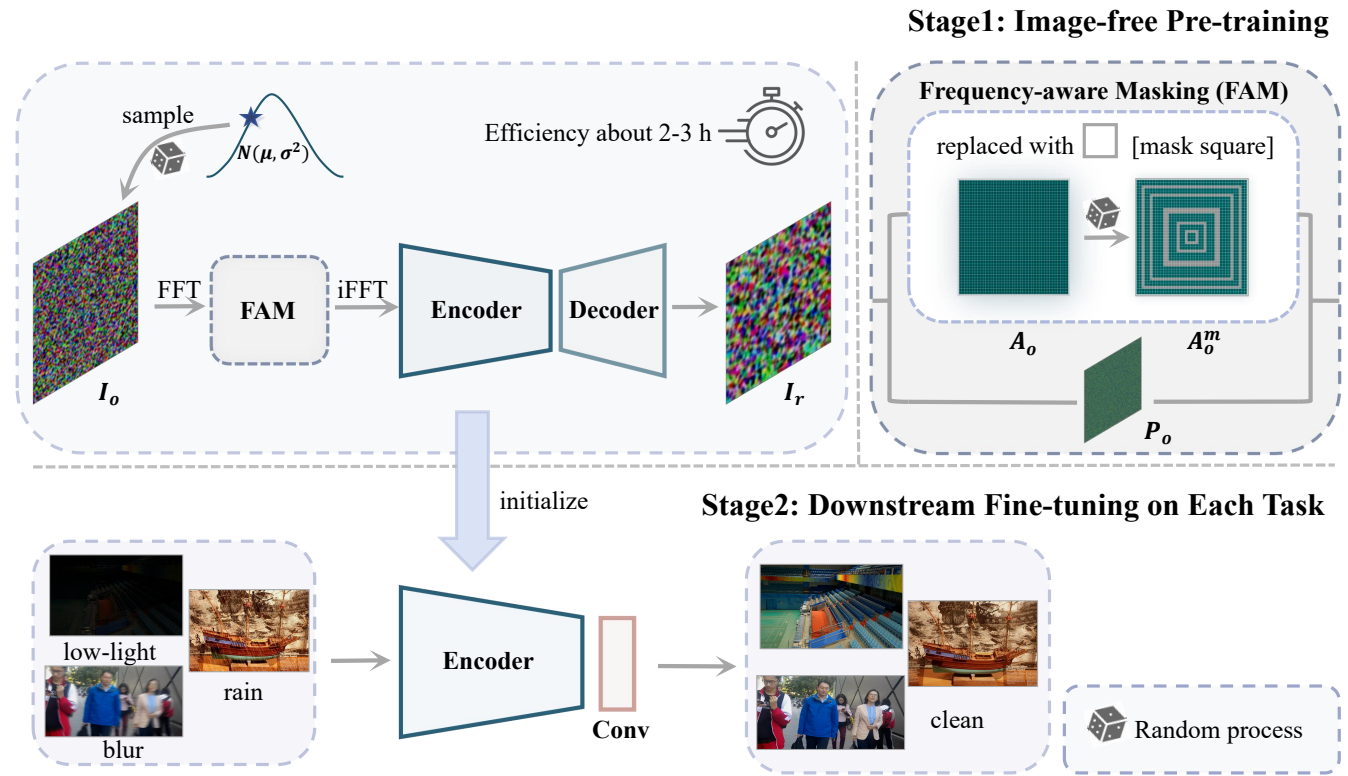 Stage1: Image-free Pre-training
sample
N(μ, σ²)
Efficiency about 2-3 h
I_o
FFT
FAM
iFFT
Encoder
Decoder
I_r
Frequency-aware Masking (FAM)
replaced with [mask square]
A_o
A_o^m
P_o
initialize
Stage2: Downstream Fine-tuning on Each Task
low-light
rain
blur
Encoder
Conv
clean
Random process